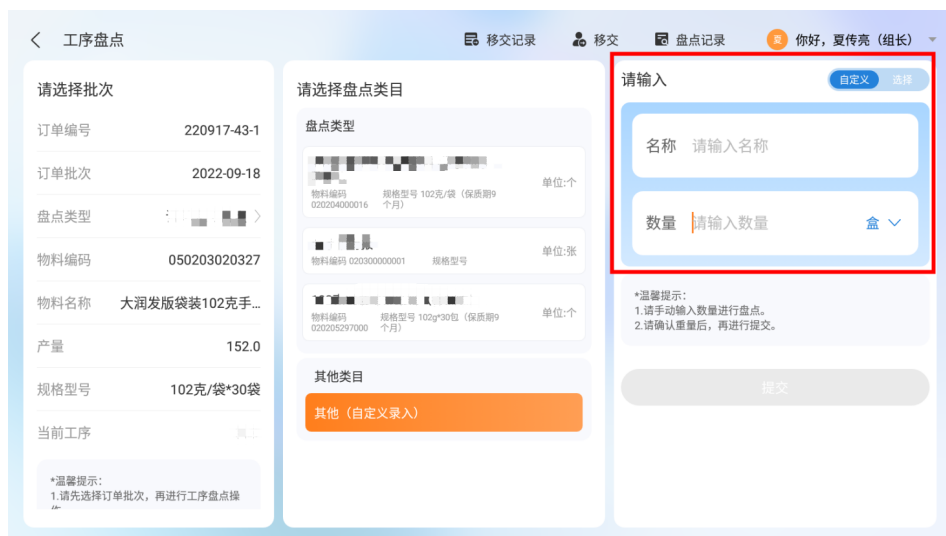 工序盘点
移交记录
移交
盘点记录
夏
你好，夏传亮（组长）
请选择批次
订单编号 220917-43-1
订单批次 2022-09-18
盘点类型
物料编码 050203020327
物料名称 大润发版袋装102克手...
产量 152.0
规格型号 102克/袋*30袋
当前工序
*温馨提示：
1.请先选择订单批次，再进行工序盘点操
请选择盘点类目
盘点类型
物料编码 规格型号 102克/袋（保质期9
020204000016 个月）
单位:个
物料编码 020300000001 规格型号
单位:张
物料编码 规格型号 102g*30包（保质期9
020205297000 个月）
单位:个
其他类目
其他（自定义录入）
请输入
自定义 选择
名称 请输入名称
数量 请输入数量 盒
*温馨提示：
1.请手动输入数量进行盘点。
2.请确认重量后，再进行提交。
提交